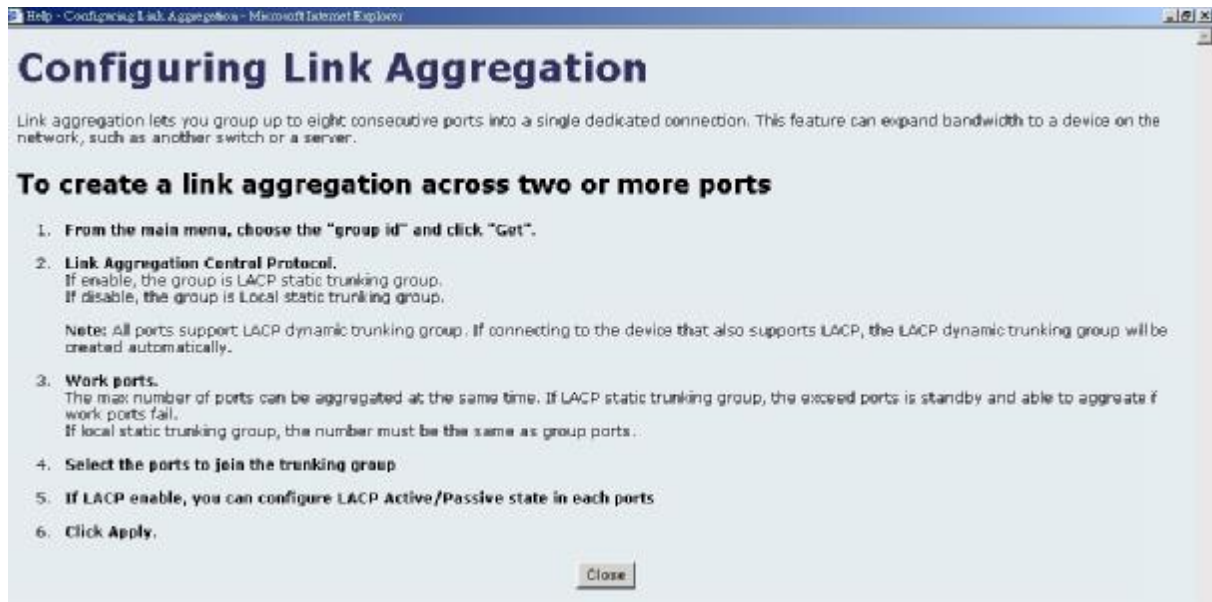 Help - Configuring Link Aggregation - Microsoft Internet Explorer
Configuring Link Aggregation
Link aggregation lets you group up to eight consecutive ports into a single dedicated connection. This feature can expand bandwidth to a device on the
network, such as another switch or a server.
To create a link aggregation across two or more ports
1. From the main menu, choose the "group id" and click "Get".
2. Link Aggregation Control Protocol.
If enable, the group is LACP static trunking group.
If disable, the group is Local static trunking group.
Note: All ports support LACP dynamic trunking group. If connecting to the device that also supports LACP, the LACP dynamic trunking group will be
created automatically.
3. Work ports.
The max number of ports can be aggregated at the same time. If LACP static trunking group, the exceed ports is standby and able to aggreate if
work ports fail.
If local static trunking group, the number must be the same as group ports.
4. Select the ports to join the trunking group
5. If LACP enable, you can configure LACP Active/Passive state in each ports
6. Click Apply.
Close